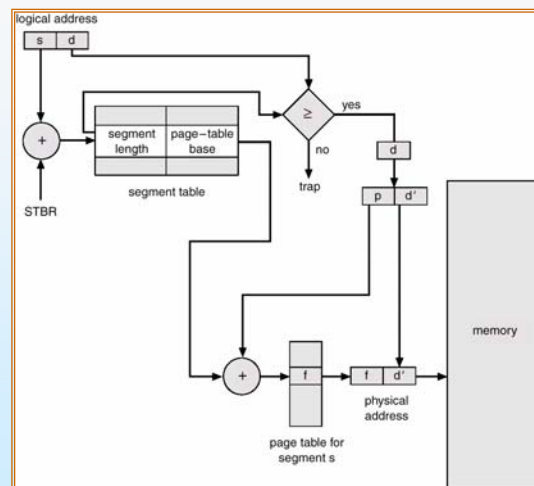 logical address
s d
≥
yes
no
trap
+
segment length
page–table base
segment table
STBR
d
p d′
memory
+
f
f d′
physical address
page table for segment s